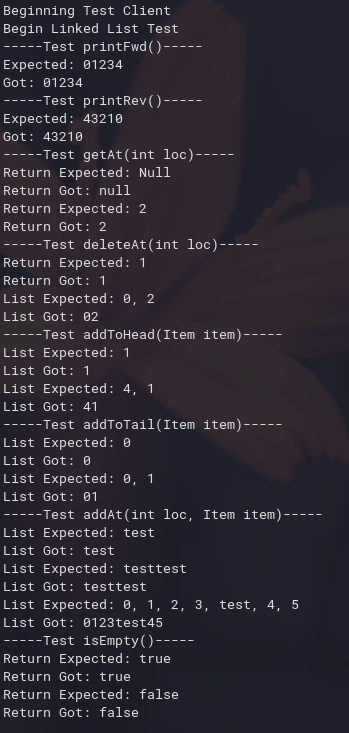 Beginning Test Client
Begin Linked List Test
-----Test printFwd()-----
Expected: 01234
Got: 01234
-----Test printRev()-----
Expected: 43210
Got: 43210
-----Test getAt(int loc)-----
Return Expected: Null
Return Got: null
Return Expected: 2
Return Got: 2
-----Test deleteAt(int loc)-----
Return Expected: 1
Return Got: 1
List Expected: 0, 2
List Got: 02
-----Test addToHead(Item item)-----
List Expected: 1
List Got: 1
List Expected: 4, 1
List Got: 41
-----Test addToTail(Item item)-----
List Expected: 0
List Got: 0
List Expected: 0, 1
List Got: 01
-----Test addAt(int loc, Item item)-----
List Expected: test
List Got: test
List Expected: testtest
List Got: testtest
List Expected: 0, 1, 2, 3, test, 4, 5
List Got: 0123test45
-----Test isEmpty()-----
Return Expected: true
Return Got: true
Return Expected: false
Return Got: false